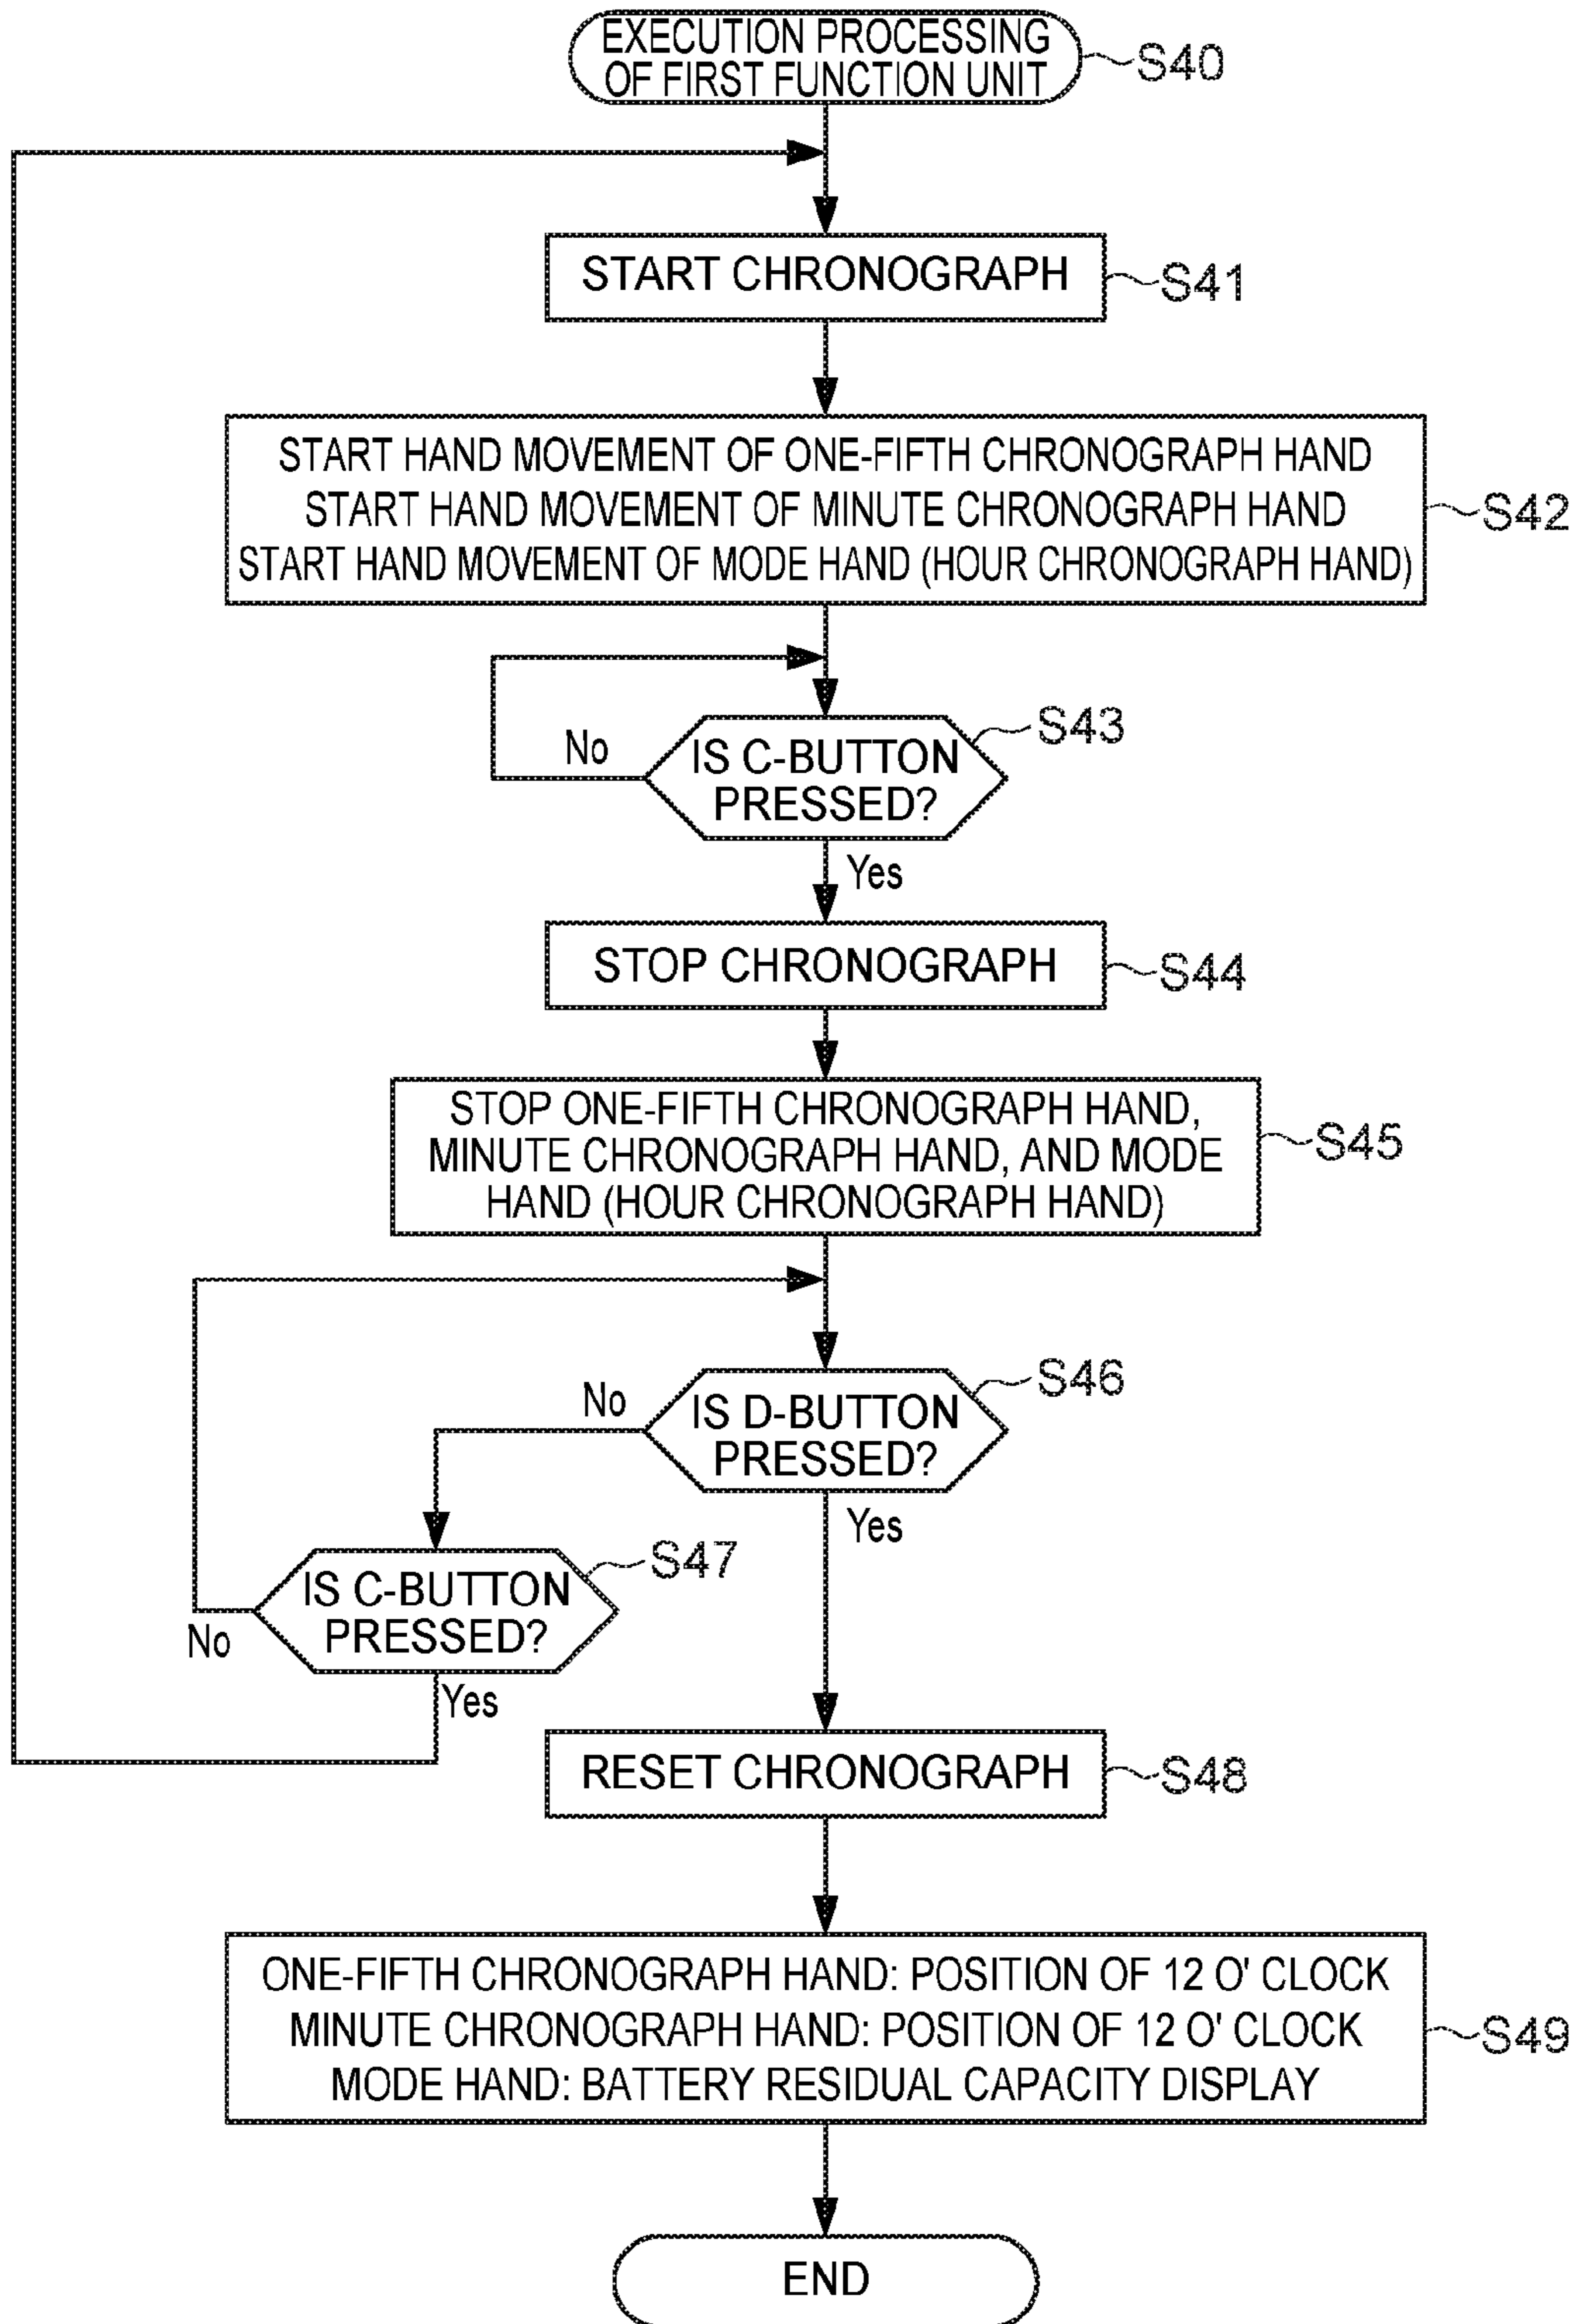 EXECUTION PROCESSING
OF FIRST FUNCTION UNIT
S40
START CHRONOGRAPH
S41
START HAND MOVEMENT OF ONE-FIFTH CHRONOGRAPH HAND
START HAND MOVEMENT OF MINUTE CHRONOGRAPH HAND
START HAND MOVEMENT OF MODE HAND (HOUR CHRONOGRAPH HAND)
S42
IS C-BUTTON
PRESSED?
S43
No
Yes
STOP CHRONOGRAPH
S44
STOP ONE-FIFTH CHRONOGRAPH HAND,
MINUTE CHRONOGRAPH HAND, AND MODE
HAND (HOUR CHRONOGRAPH HAND)
S45
IS D-BUTTON
PRESSED?
S46
No
Yes
IS C-BUTTON
PRESSED?
S47
No
Yes
RESET CHRONOGRAPH
S48
ONE-FIFTH CHRONOGRAPH HAND: POSITION OF 12 O' CLOCK
MINUTE CHRONOGRAPH HAND: POSITION OF 12 O' CLOCK
MODE HAND: BATTERY RESIDUAL CAPACITY DISPLAY
S49
END